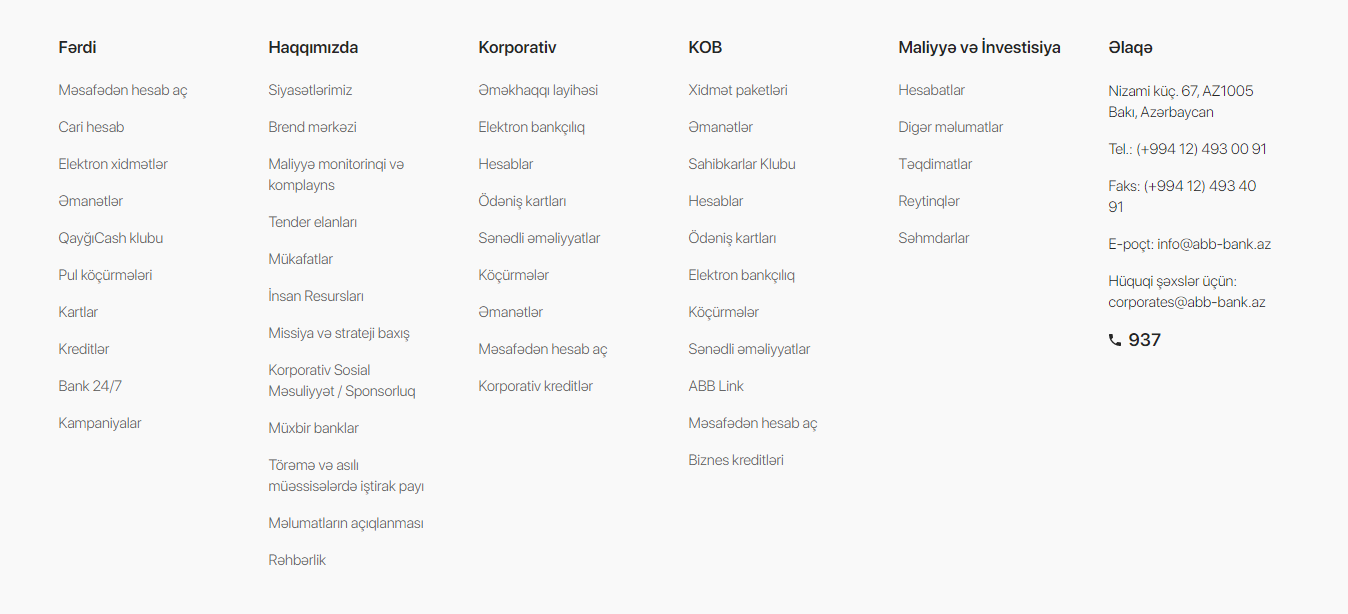 Fərdi
Məsafədən hesab aç
Cari hesab
Elektron xidmətlər
Əmanətlər
QayğıCash klubu
Pul köçürmələri
Kartlar
Kreditlər
Bank 24/7
Kampaniyalar
Haqqımızda
Siyasətlərimiz
Brend mərkəzi
Maliyyə monitorinqi və
komplayns
Tender elanları
Mükafatlar
İnsan Resursları
Missiya və strateji baxış
Korporativ Sosial
Məsuliyyət / Sponsorluq
Müxbir banklar
Törəmə və asılı
müəssisələrdə iştirak payı
Məlumatların açıqlanması
Rəhbərlik
Korporativ
Əməkhaqqı layihəsi
Elektron bankçılıq
Hesablar
Ödəniş kartları
Sənədli əməliyyatlar
Köçürmələr
Əmanətlər
Məsafədən hesab aç
Korporativ kreditlər
KOB
Xidmət paketləri
Əmanətlər
Sahibkarlar Klubu
Hesablar
Ödəniş kartları
Elektron bankçılıq
Köçürmələr
Sənədli əməliyyatlar
ABB Link
Məsafədən hesab aç
Biznes kreditləri
Maliyyə və İnvestisiya
Hesabatlar
Digər məlumatlar
Təqdimatlar
Reytinqlər
Səhmdarlar
Əlaqə
Nizami küç. 67, AZ1005
Bakı, Azərbaycan
Tel.: (+994 12) 493 00 91
Faks: (+994 12) 493 40
91
E-poçt: info@abb-bank.az
Hüquqi şəxslər üçün:
corporates@abb-bank.az
937